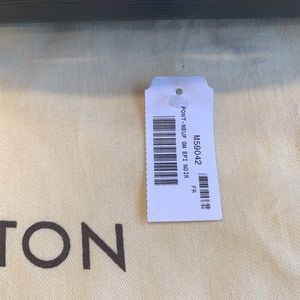 M59042
PONT-NEUF GM EPI NOIR
FR
TON